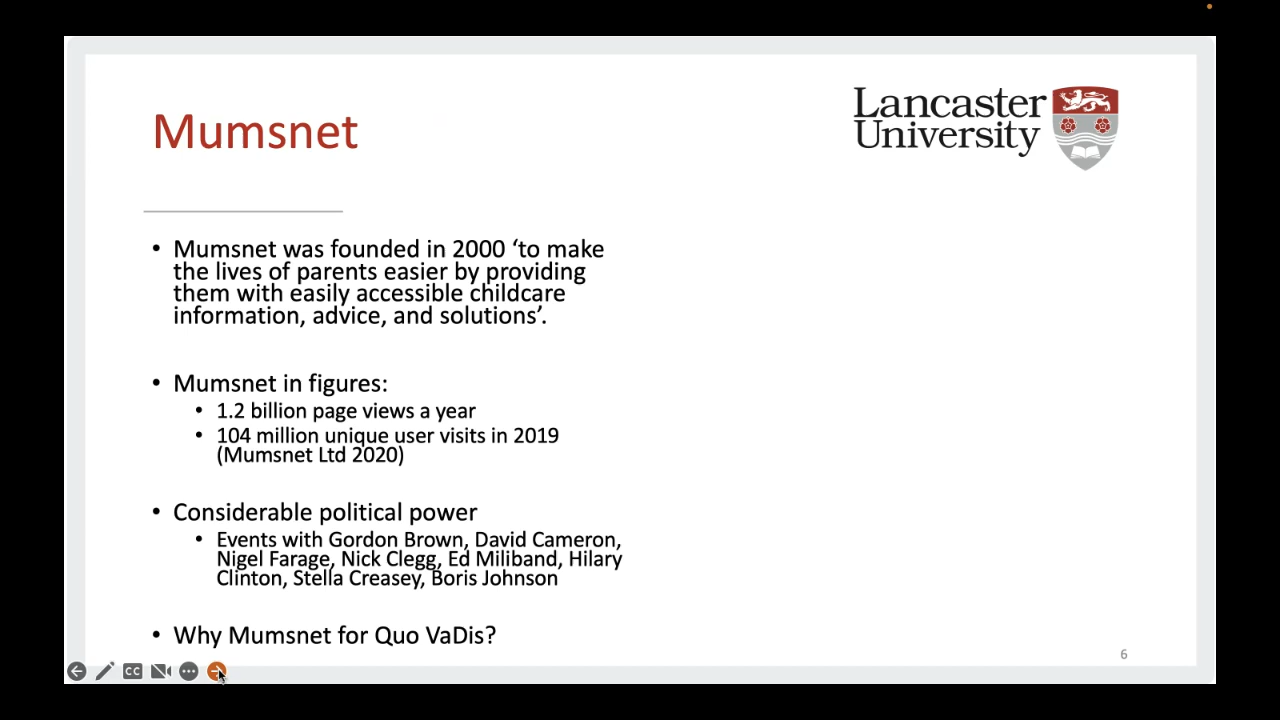 Mumsnet
Lancaster
University
• Mumsnet was founded in 2000 ‘to make
the lives of parents easier by providing
them with easily accessible childcare
information, advice, and solutions’.
• Mumsnet in figures:
• 1.2 billion page views a year
• 104 million unique user visits in 2019
(Mumsnet Ltd 2020)
• Considerable political power
• Events with Gordon Brown, David Cameron,
Nigel Farage, Nick Clegg, Ed Miliband, Hilary
Clinton, Stella Creasey, Boris Johnson
• Why Mumsnet for Quo VaDis?
6
CC